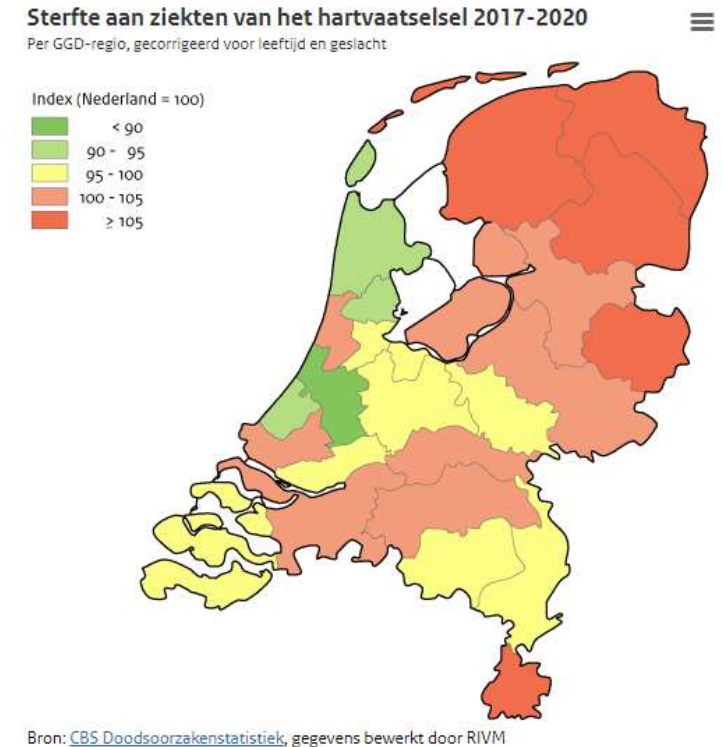 Sterfte aan ziekten van het hartvaatselsel 2017-2020
Per GGD-regio, gecorrigeerd voor leeftijd en geslacht
Index (Nederland = 100)
< 90
90 - 95
95 - 100
100 - 105
≥ 105
Bron: CBS Doodsoorzakenstatistiek, gegevens bewerkt door RIVM